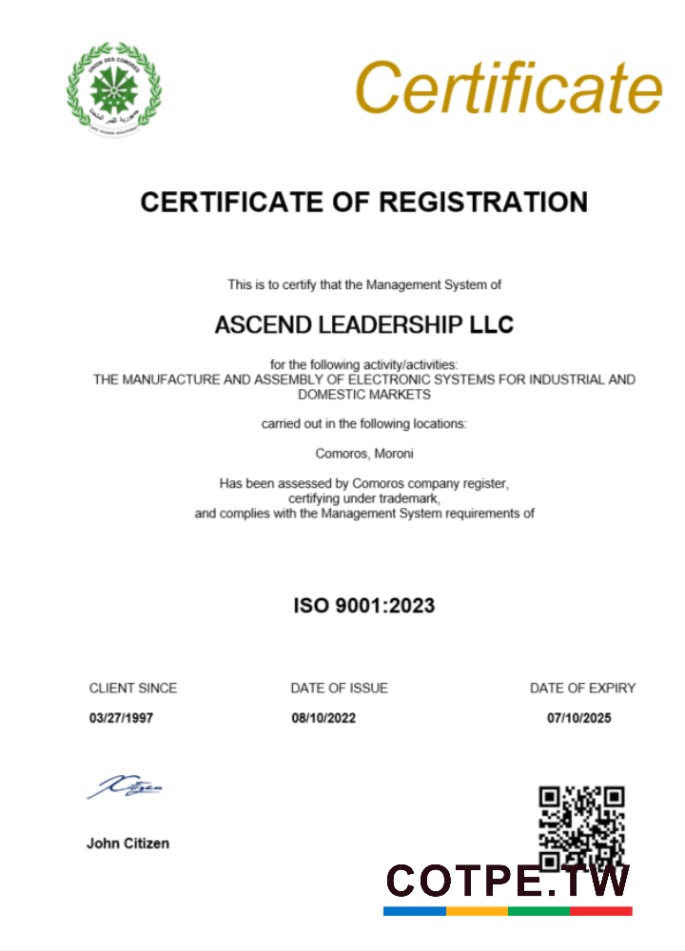 UNION DES COMORES
Certificate
CERTIFICATE OF REGISTRATION
This is to certify that the Management System of
ASCEND LEADERSHIP LLC
for the following activity/activities:
THE MANUFACTURE AND ASSEMBLY OF ELECTRONIC SYSTEMS FOR INDUSTRIAL AND
DOMESTIC MARKETS
carried out in the following locations:
Comoros, Moroni
Has been assessed by Comoros company register,
certifying under trademark,
and complies with the Management System requirements of
ISO 9001:2023
CLIENT SINCE DATE OF ISSUE DATE OF EXPIRY
03/27/1997 08/10/2022 07/10/2025
John Citizen
COTPE.TW